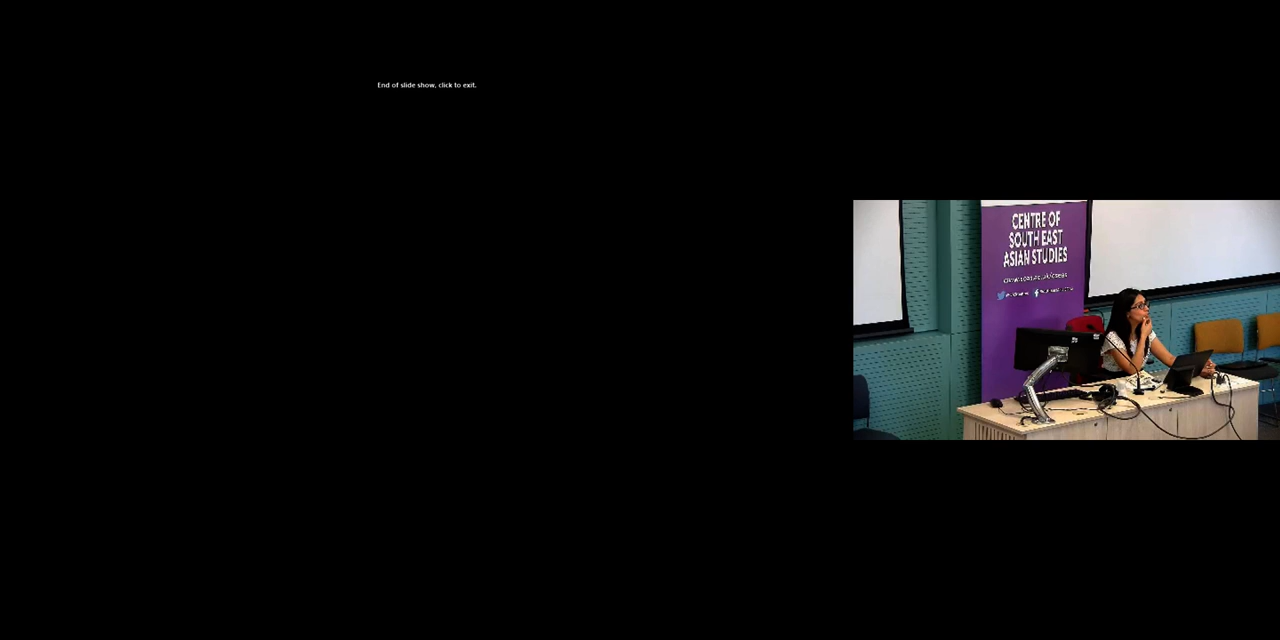 End of slide show, click to exit.
CENTRE OF
SOUTH EAST
ASIAN STUDIES